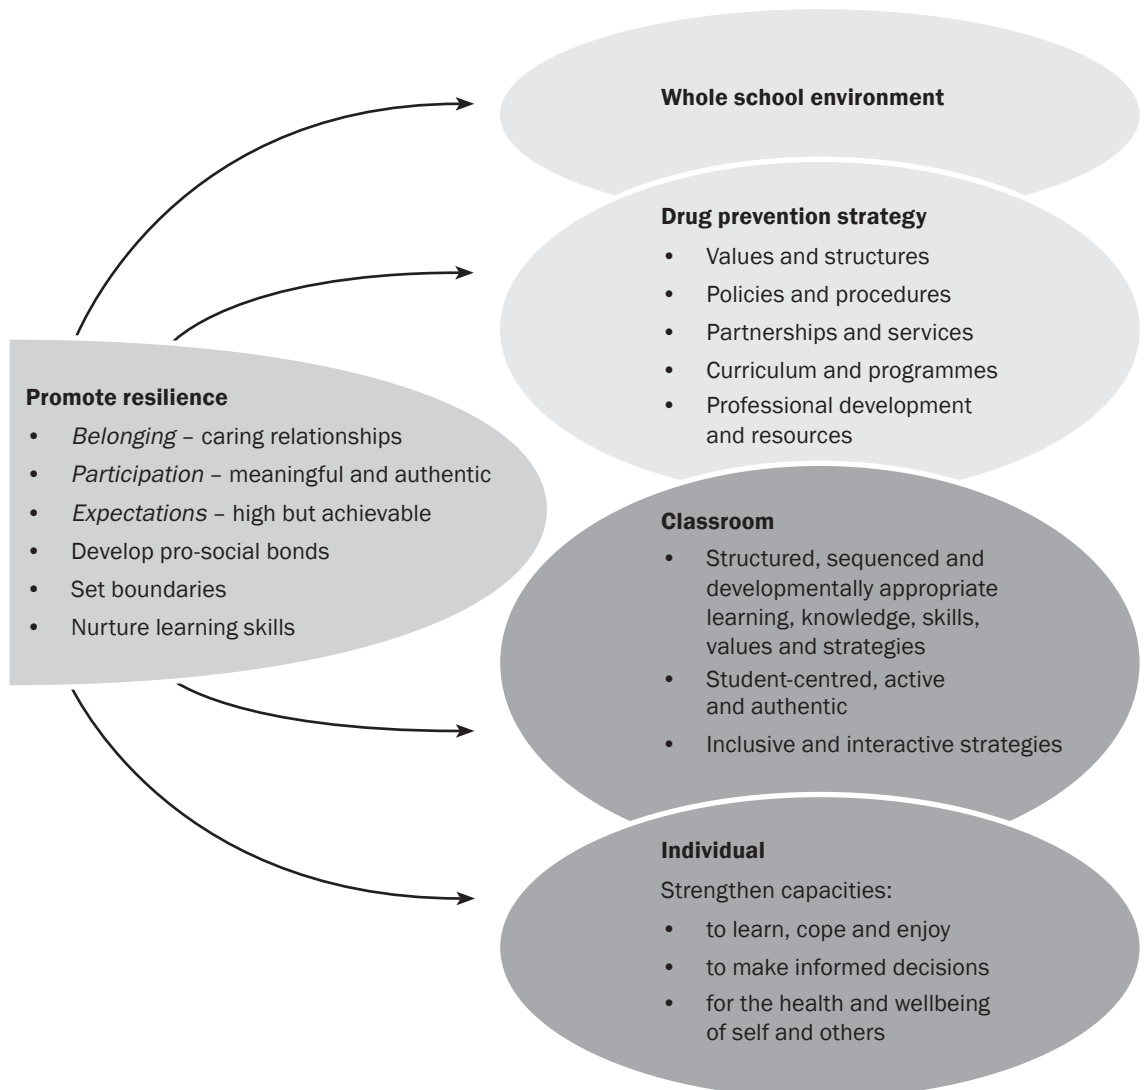 Whole school environment
Drug prevention strategy
• Values and structures
• Policies and procedures
• Partnerships and services
• Curriculum and programmes
• Professional development
and resources
Promote resilience
• Belonging – caring relationships
• Participation – meaningful and authentic
• Expectations – high but achievable
• Develop pro-social bonds
• Set boundaries
• Nurture learning skills
Classroom
• Structured, sequenced and
developmentally appropriate
learning, knowledge, skills,
values and strategies
• Student-centred, active
and authentic
• Inclusive and interactive strategies
Individual
Strengthen capacities:
• to learn, cope and enjoy
• to make informed decisions
• for the health and wellbeing
of self and others